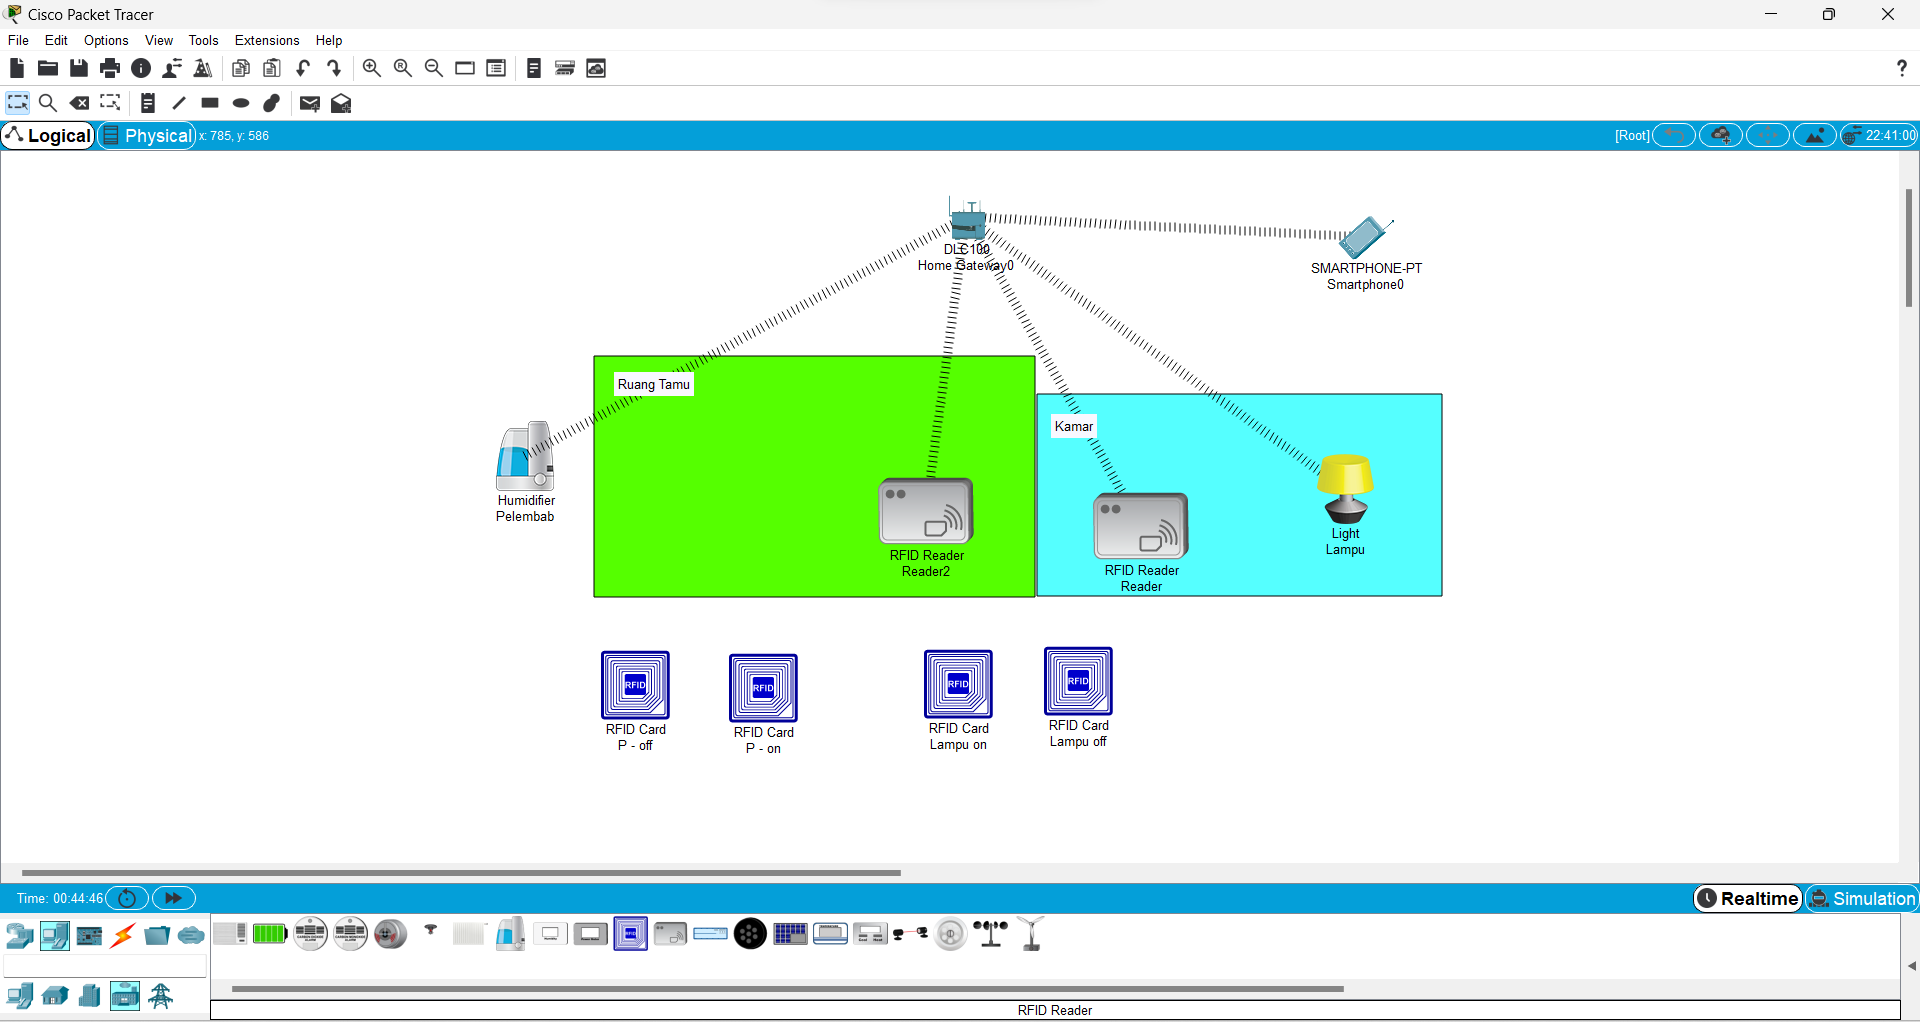 Cisco Packet Tracer
File Edit Options View Tools Extensions Help
?
Logical Physical x: 785, y: 586 [Root] 22:41:00
DLC100
Home Gateway0
SMARTPHONE-PT
Smartphone0
Ruang Tamu
Kamar
Humidifier
Pelembab
RFID Reader
Reader2
RFID Reader
Reader
Light
Lampu
RFID
RFID Card
P - off
RFID
RFID Card
P - on
RFID
RFID Card
Lampu on
RFID
RFID Card
Lampu off
Time: 00:44:46 Realtime Simulation
RFID Reader